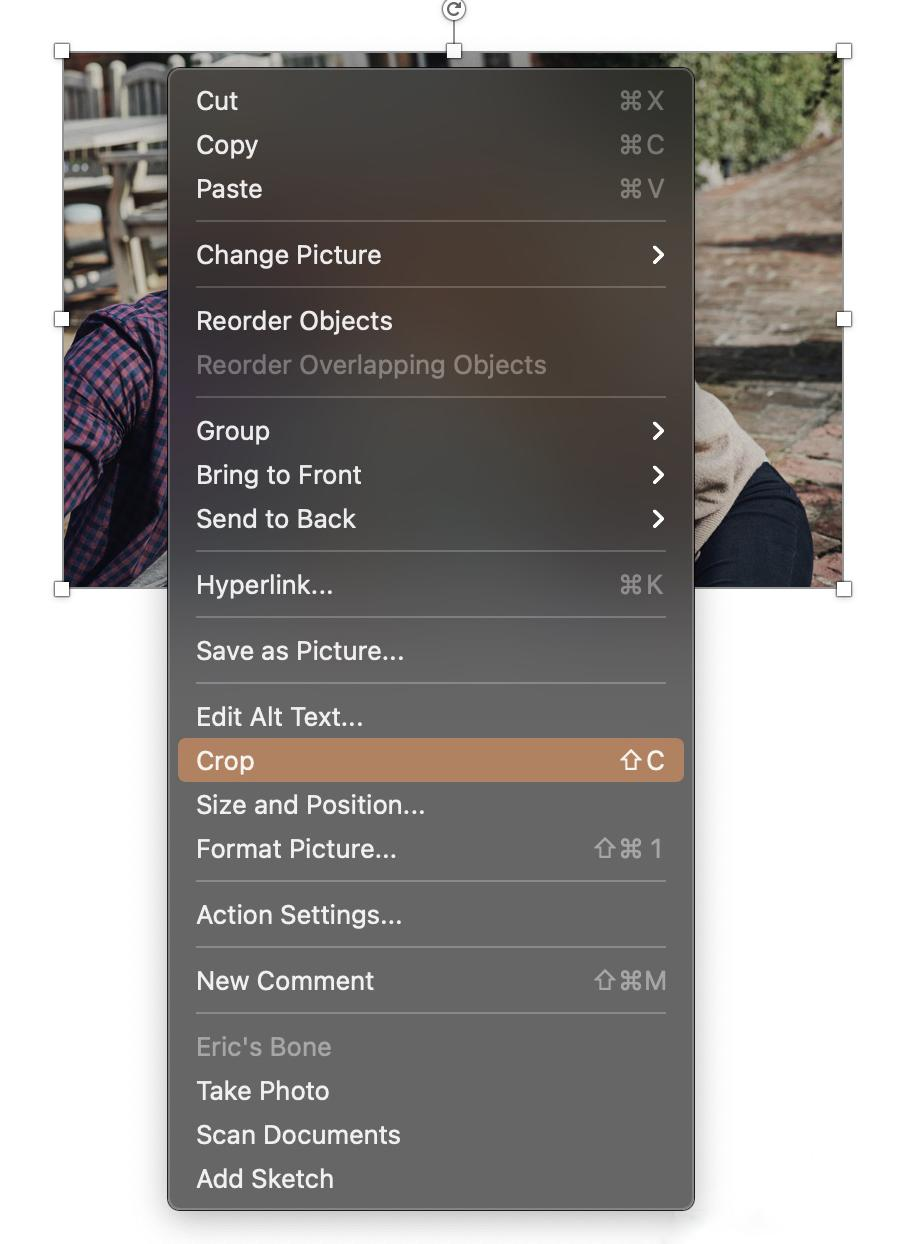 Cut ⌘X
Copy ⌘C
Paste ⌘V
Change Picture
Reorder Objects
Reorder Overlapping Objects
Group
Bring to Front
Send to Back
Hyperlink... ⌘K
Save as Picture...
Edit Alt Text...
Crop ⇧C
Size and Position...
Format Picture... ⇧⌘1
Action Settings...
New Comment ⇧⌘M
Eric's Bone
Take Photo
Scan Documents
Add Sketch